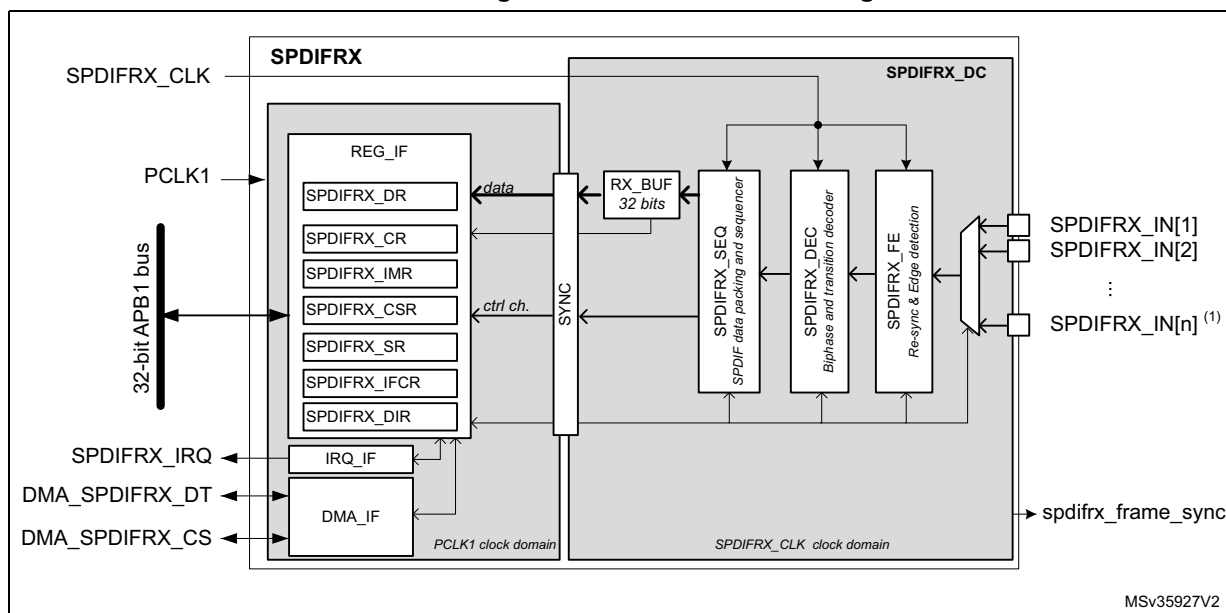 SPDIFRX
SPDIFRX_CLK
SPDIFRX_DC
REG_IF
PCLK1
SPDIFRX_DR
data
RX_BUF
32 bits
SPDIFRX_CR
SPDIFRX_IMR
SPDIFRX_CSR
ctrl ch.
SPDIFRX_SR
SPDIFRX_IFCR
SPDIFRX_DIR
32-bit APB1 bus
SYNC
SPDIFRX_SEQ
SPDIF data packing and sequencer
SPDIFRX_DEC
Biphase and transition decoder
SPDIFRX_FE
Re-sync & Edge detection
SPDIFRX_IN[1]
SPDIFRX_IN[2]
...
SPDIFRX_IN[n] (1)
SPDIFRX_IRQ
IRQ_IF
DMA_SPDIFRX_DT
DMA_IF
DMA_SPDIFRX_CS
spdifrx_frame_sync
PCLK1 clock domain
SPDIFRX_CLK clock domain
MSv35927V2